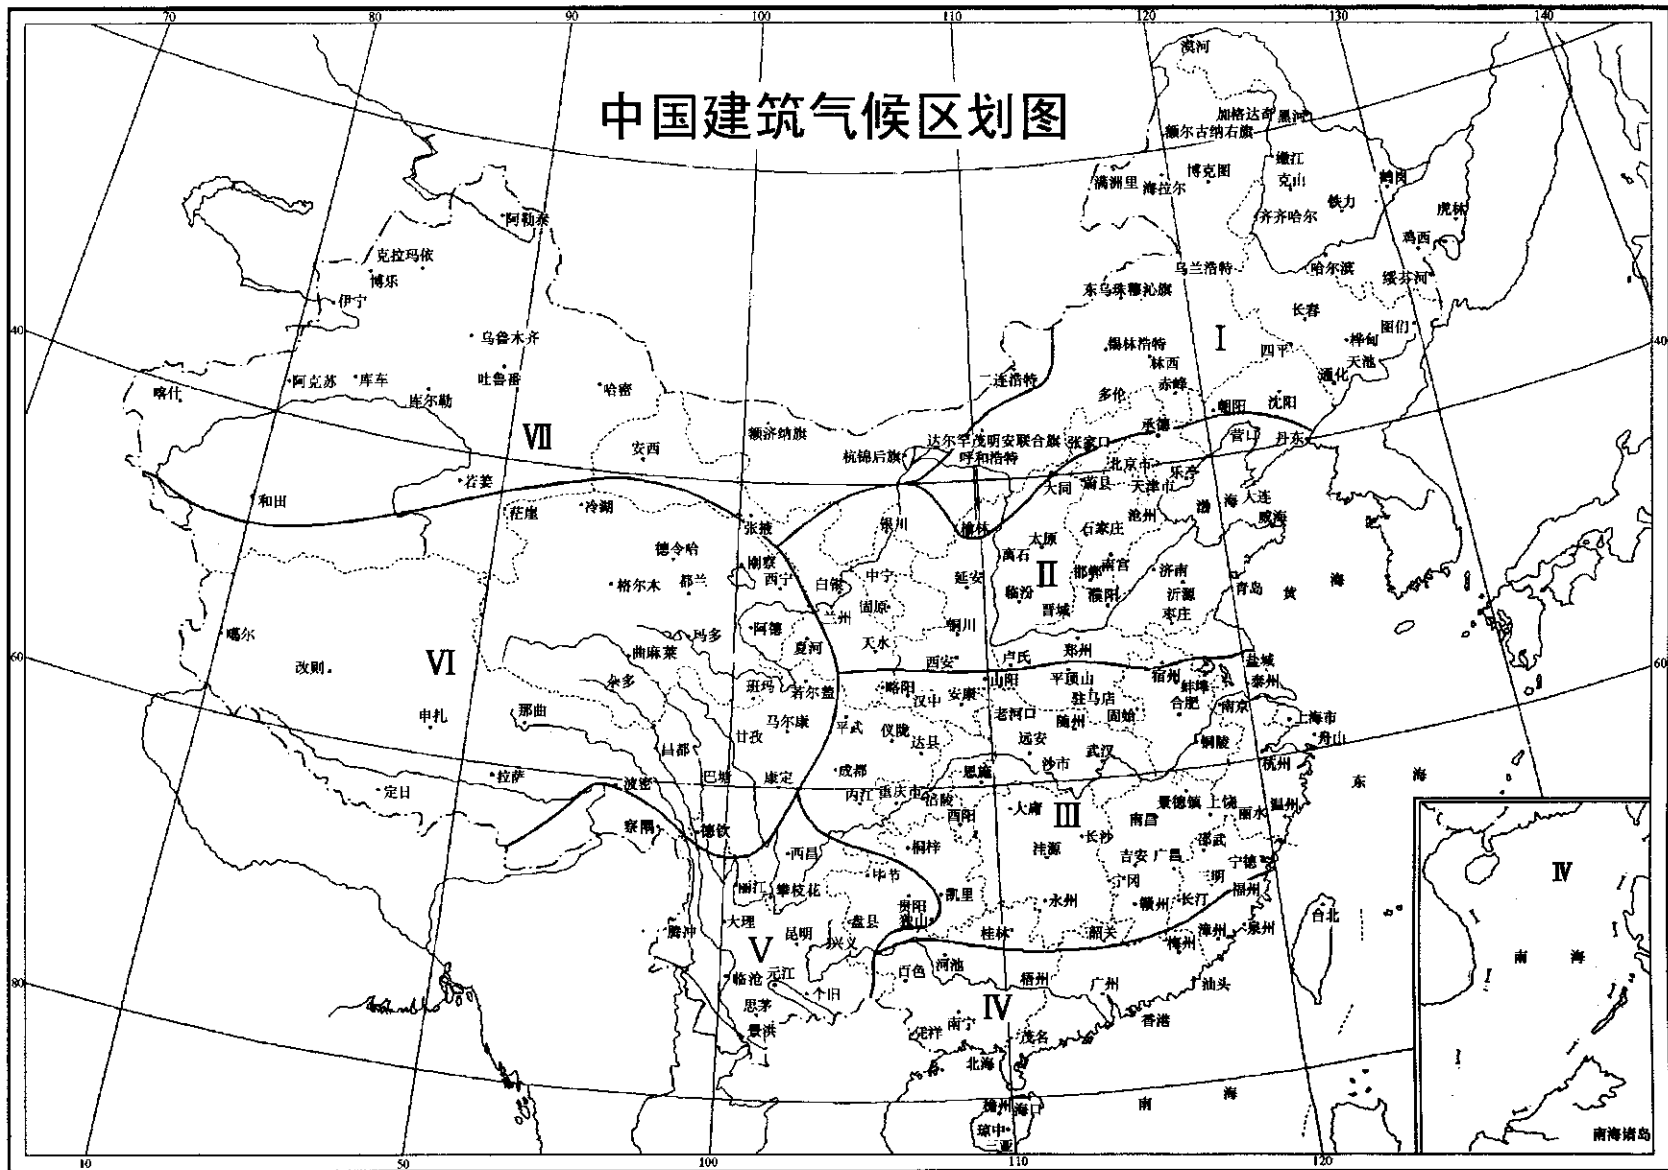 70 80 90 100 110 120 130 140
中国建筑气候区划图
漠河
加格达奇 黑河
额尔古纳右旗
嫩江
满洲里 海拉尔 博克图 克山 鹤岗
齐齐哈尔 铁力 虎林
鸡西
阿勒泰
克拉玛依
博乐
乌兰浩特 哈尔滨 绥芬河
伊宁
东乌珠穆沁旗
长春
图们
乌鲁木齐
锡林浩特 Ⅰ 四平 桦甸
40 40
林西 天池
阿克苏 库车 吐鲁番 二连浩特 通化
喀什 库尔勒 哈密 多伦 赤峰
朝阳 沈阳
Ⅶ 额济纳旗 承德
安西 达尔罕茂明安联合旗 张家口 营口 丹东
杭锦后旗 呼和浩特
北京市 乐亭
若羌 大同 蔚县 天津市
和田 茫崖 冷湖 渤 海 大连
张掖 银川 榆林 石家庄 沧州 威海
太原
德令哈 刚察 离石
格尔木 都兰 西宁 白银 中宁 延安 Ⅱ 邯郸 南宫 济南
临汾 青岛 黄 海
兰州 固原 晋城 濮阳 沂源
枣庄
噶尔 玛多 阿德 铜川
曲麻莱 夏河 天水 郑州
改则 Ⅵ 西安 卢氏 盐城
60 60
杂多 班玛 若尔盖 略阳 汉中 安康 山阳 平顶山 宿州 蚌埠 泰州
驻马店 合肥
申扎 那曲 马尔康 平武 仪陇 老河口 随州 固始 南京 上海市
甘孜 达县 舟山
昌都 远安 武汉 铜陵
拉萨 巴塘 康定 成都 恩施 沙市 杭州
定日 波密 内江 重庆市 涪陵 东 海
景德镇 上饶 温州
察隅 德钦 酉阳 大庸 Ⅲ 南昌 丽水
西昌 桐梓 洼源 长沙 邵武
吉安 广昌 宁德
丽江 攀枝花 毕节 宁冈 三明
贵阳 凯里 永州 赣州 长汀 福州
大理 盘县 独山 台北
腾冲 昆明 兴义 桂林 韶关 漳州 泉州
Ⅴ 梅州
临沧 元江 百色 河池 梧州 广州 汕头
思茅 个旧 Ⅳ
景洪 凭祥 南宁 茂名 香港
北海
80 80
儋州 海口 南 海
琼中
三亚
Ⅳ
南 海
南海诸岛
50 100 110 120